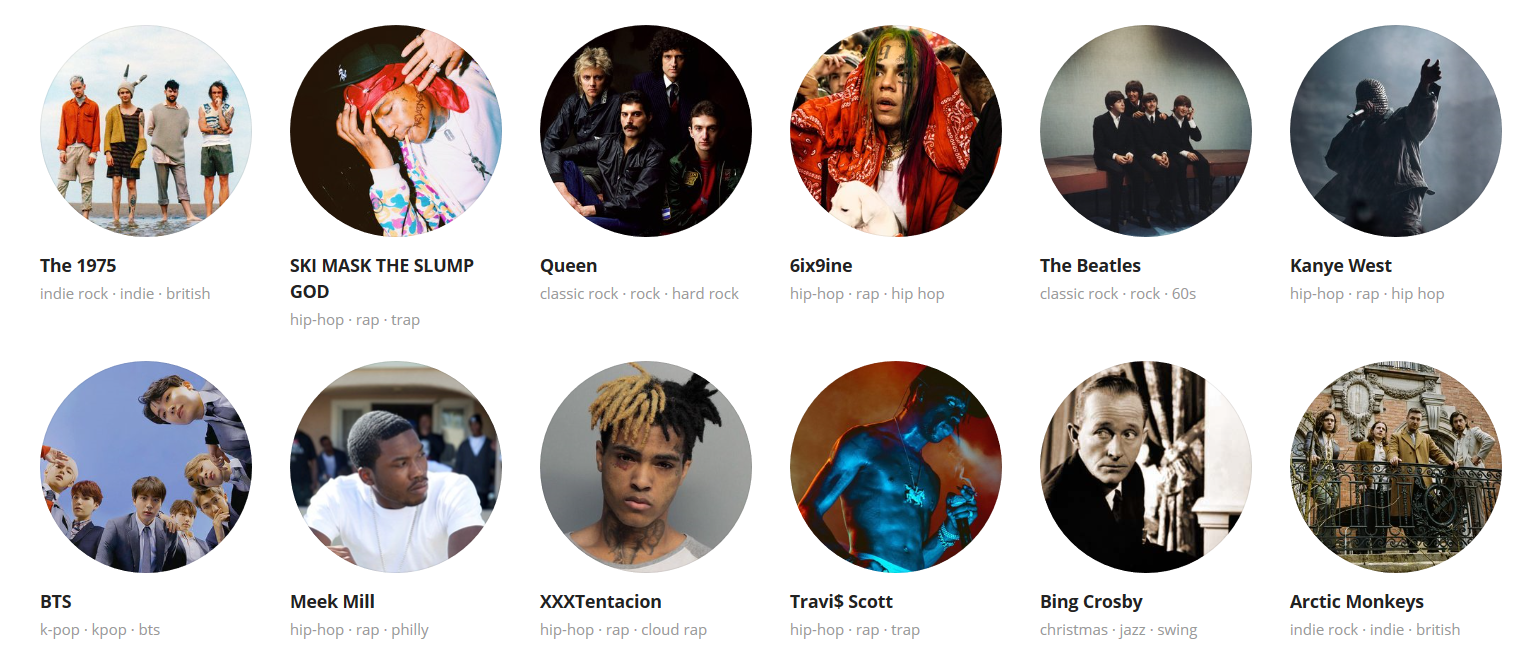 The 1975
indie rock · indie · british
SKI MASK THE SLUMP
GOD
hip-hop · rap · trap
Queen
classic rock · rock · hard rock
6ix9ine
hip-hop · rap · hip hop
The Beatles
classic rock · rock · 60s
Kanye West
hip-hop · rap · hip hop
BTS
k-pop · kpop · bts
Meek Mill
hip-hop · rap · philly
XXXTentacion
hip-hop · rap · cloud rap
Travi$ Scott
hip-hop · rap · trap
Bing Crosby
christmas · jazz · swing
Arctic Monkeys
indie rock · indie · british